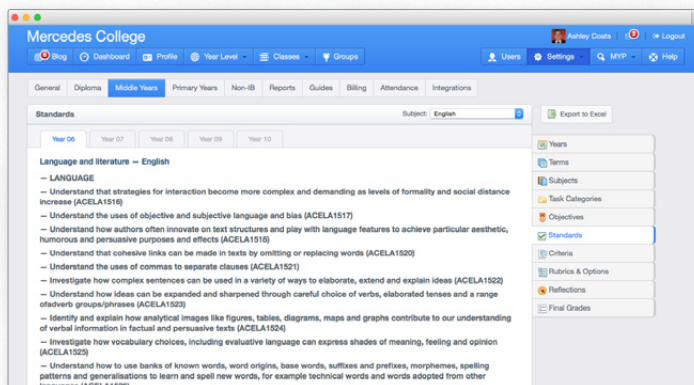 Mercedes College
Ashley Coats
Logout
Blog Dashboard Profile Year Level Classes Groups
Users Settings MYP Help
General Diploma Middle Years Primary Years Non-IB Reports Guides Billing Attendance Integrations
Standards
Subject: English
Export to Excel
Year 06 Year 07 Year 08 Year 09 Year 10
Language and literature — English
— LANGUAGE
— Understand that strategies for interaction become more complex and demanding as levels of formality and social distance
increase (ACELA1516)
— Understand the uses of objective and subjective language and bias (ACELA1517)
— Understand how authors often innovate on text structures and play with language features to achieve particular aesthetic,
humorous and persuasive purposes and effects (ACELA1518)
— Understand that cohesive links can be made in texts by omitting or replacing words (ACELA1520)
— Understand the uses of commas to separate clauses (ACELA1521)
— Investigate how complex sentences can be used in a variety of ways to elaborate, extend and explain ideas (ACELA1522)
— Understand how ideas can be expanded and sharpened through careful choice of verbs, elaborated tenses and a range
ofadverb groups/phrases (ACELA1523)
— Identify and explain how analytical images like figures, tables, diagrams, maps and graphs contribute to our understanding
of verbal information in factual and persuasive texts (ACELA1524)
— Investigate how vocabulary choices, including evaluative language can express shades of meaning, feeling and opinion
(ACELA1525)
— Understand how to use banks of known words, word origins, base words, suffixes and prefixes, morphemes, spelling
patterns and generalisations to learn and spell new words, for example technical words and words adopted from other
Years
Terms
Subjects
Task Categories
Objectives
Standards
Criteria
Rubrics & Options
Reflections
Final Grades